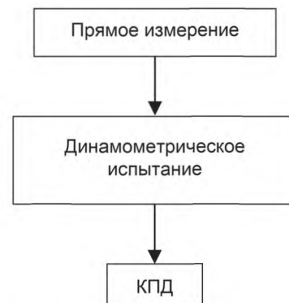 Прямое измерение
Динамометрическое
испытание
КПД